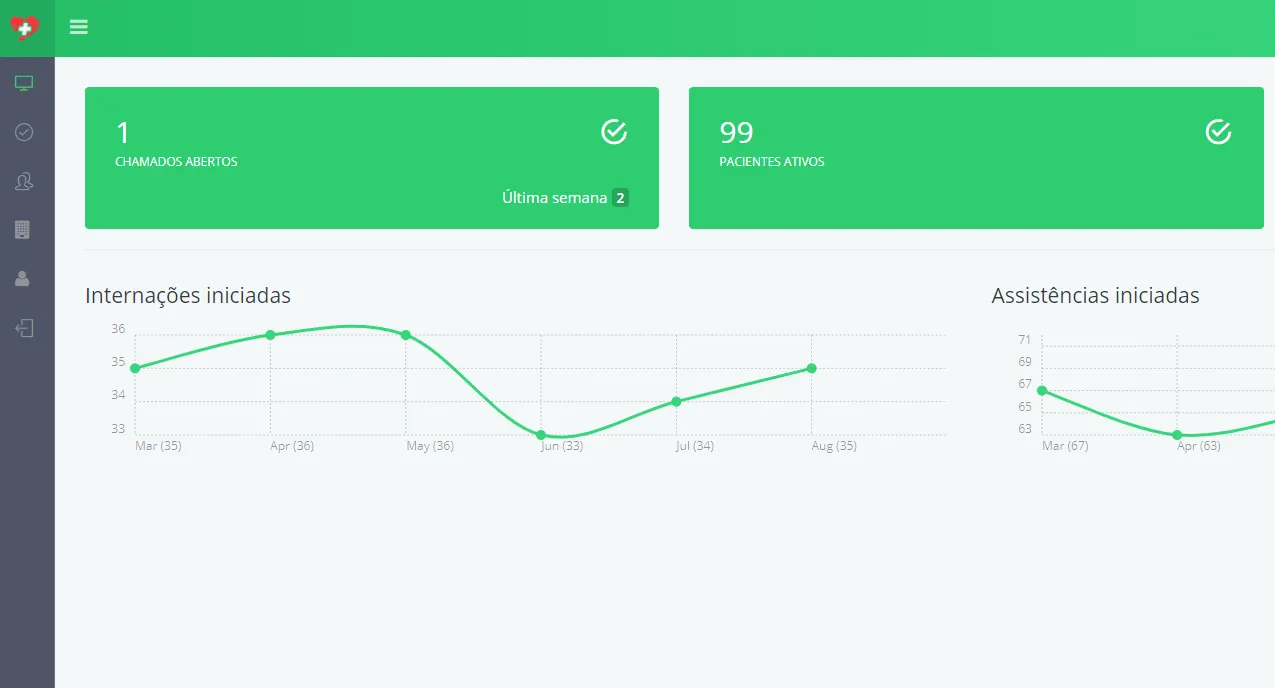 1
CHAMADOS ABERTOS
Última semana 2
99
PACIENTES ATIVOS
Internações iniciadas
36
35
34
33
Mar (35) Apr (36) May (36) Jun (33) Jul (34) Aug (35)
Assistências iniciadas
71
69
67
65
63
Mar (67) Apr (63)